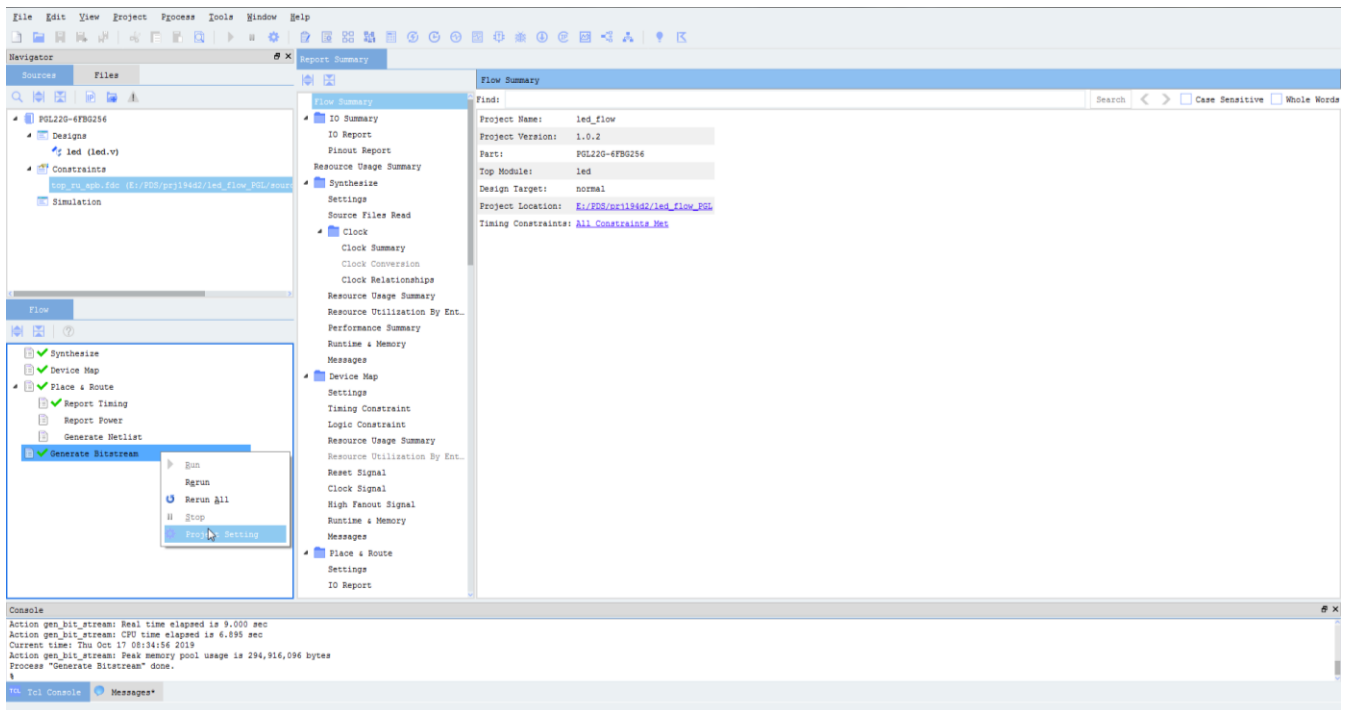 File Edit View Project Process Tools Window Help
Navigator
Sources Files
PGL22G-6FBG256
Designs
led (led.v)
Constraints
top_ru_apb.fdc (E:/PDS/prj194d2/led_flow_PGL/sour
Simulation
Flow
Synthesize
Device Map
Place & Route
Report Timing
Report Power
Generate Netlist
Generate Bitstream
Run
Rerun
Rerun All
Stop
Project Setting
Report Summary
Flow Summary
IO Summary
IO Report
Pinout Report
Resource Usage Summary
Synthesize
Settings
Source Files Read
Clock
Clock Summary
Clock Conversion
Clock Relationships
Resource Usage Summary
Resource Utilization By Ent…
Performance Summary
Runtime & Memory
Messages
Device Map
Settings
Timing Constraint
Logic Constraint
Resource Usage Summary
Resource Utilization By Ent…
Reset Signal
Clock Signal
High Fanout Signal
Runtime & Memory
Messages
Place & Route
Settings
IO Report
Flow Summary
Find: Search Case Sensitive Whole Words
Project Name: led_flow
Project Version: 1.0.2
Part: PGL22G-6FBG256
Top Module: led
Design Target: normal
Project Location: E:/PDS/prj194d2/led_flow_PGL
Timing Constraints: All Constraints Met
Console
Action gen_bit_stream: Real time elapsed is 9.000 sec
Action gen_bit_stream: CPU time elapsed is 6.895 sec
Current time: Thu Oct 17 08:34:56 2019
Action gen_bit_stream: Peak memory pool usage is 294,916,096 bytes
Process "Generate Bitstream" done.
%
TCL Tcl Console Messages*